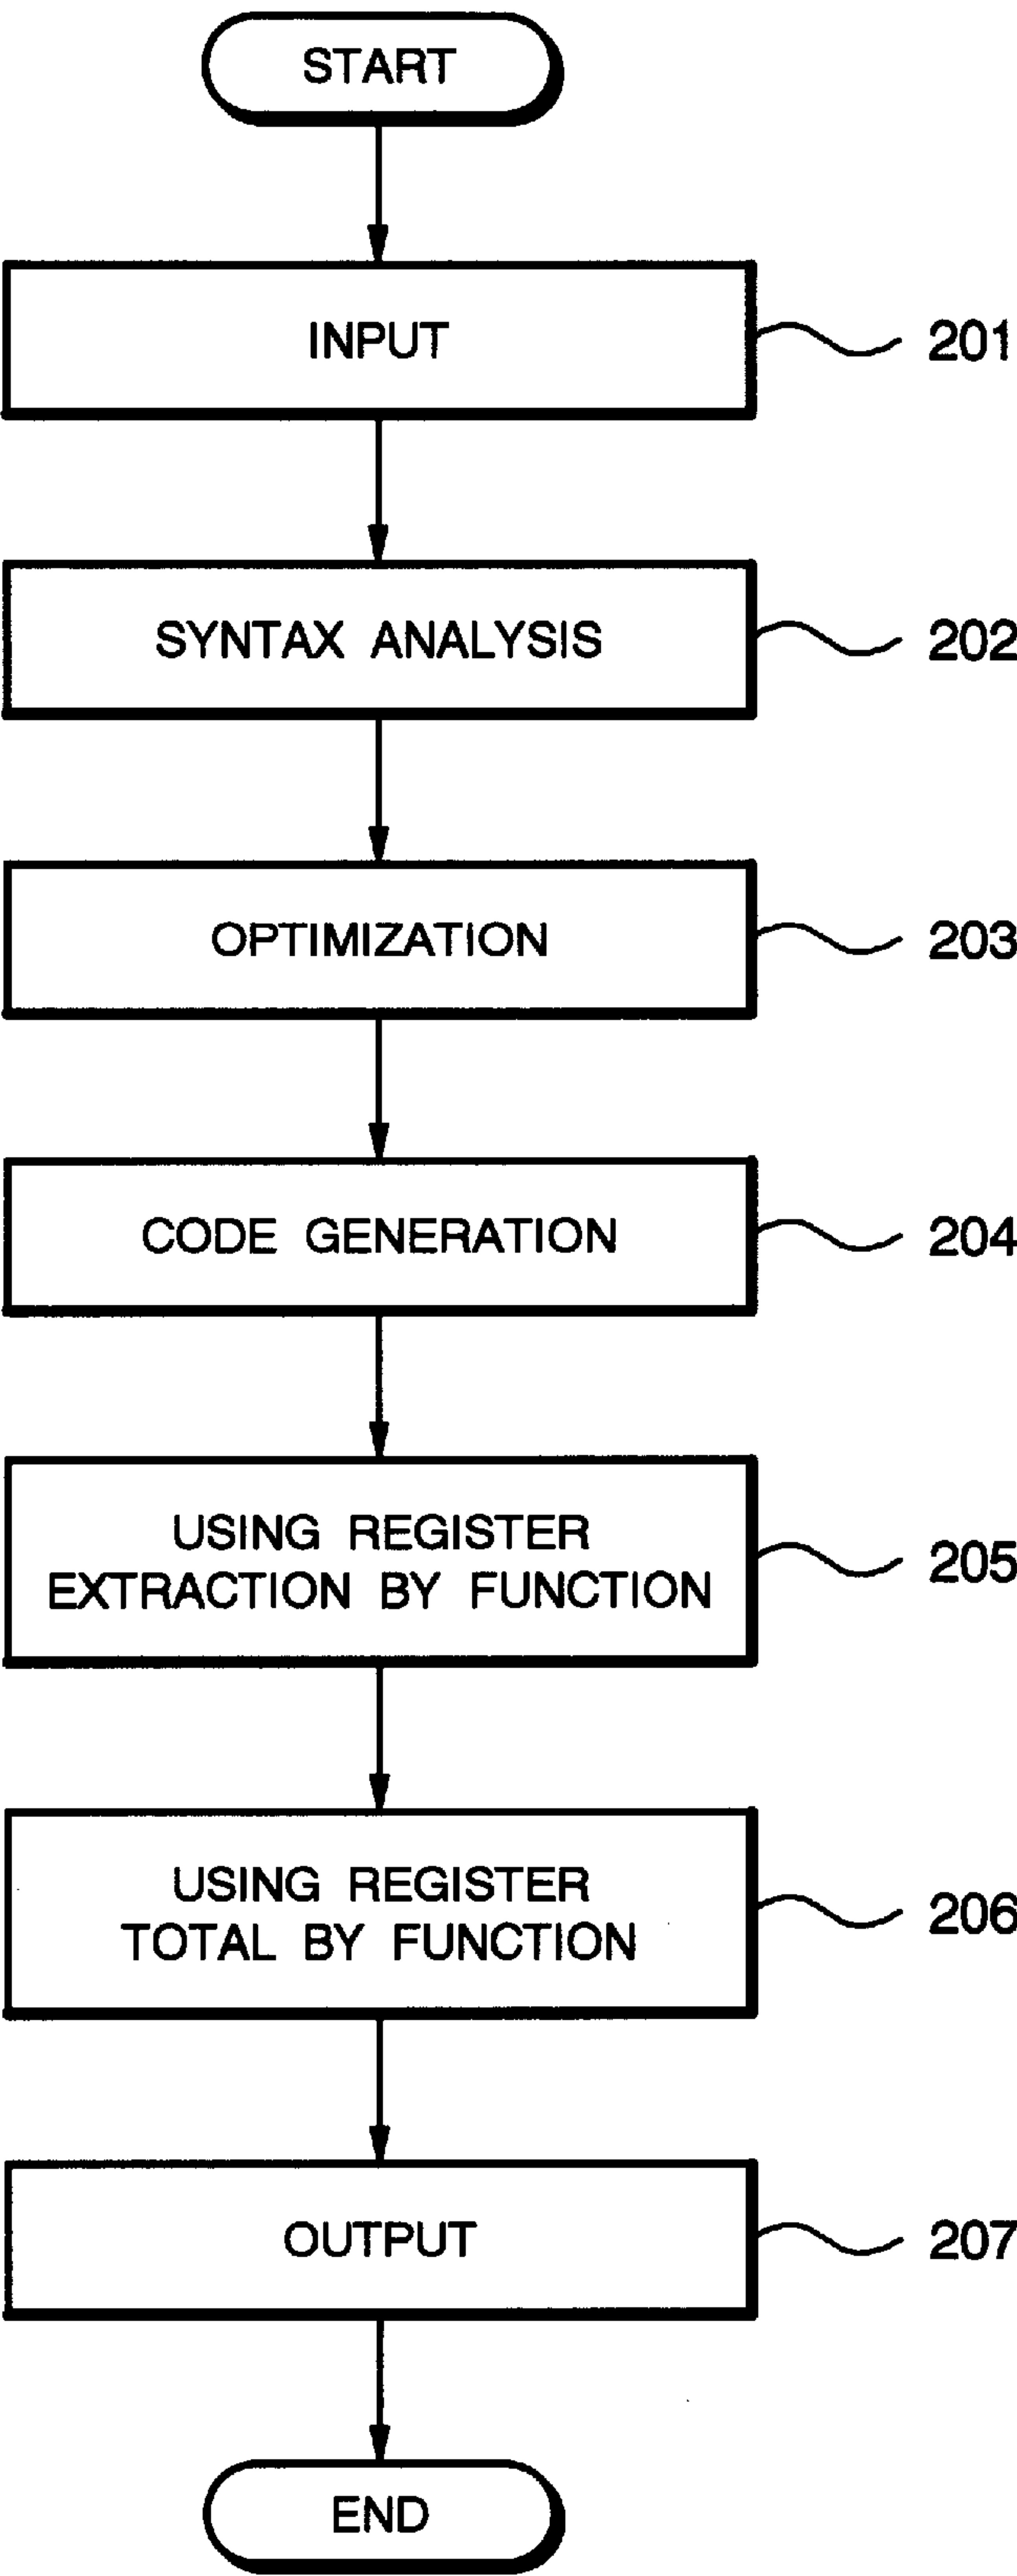 START
INPUT
201
SYNTAX ANALYSIS
202
OPTIMIZATION
203
CODE GENERATION
204
USING REGISTER
EXTRACTION BY FUNCTION
205
USING REGISTER
TOTAL BY FUNCTION
206
OUTPUT
207
END